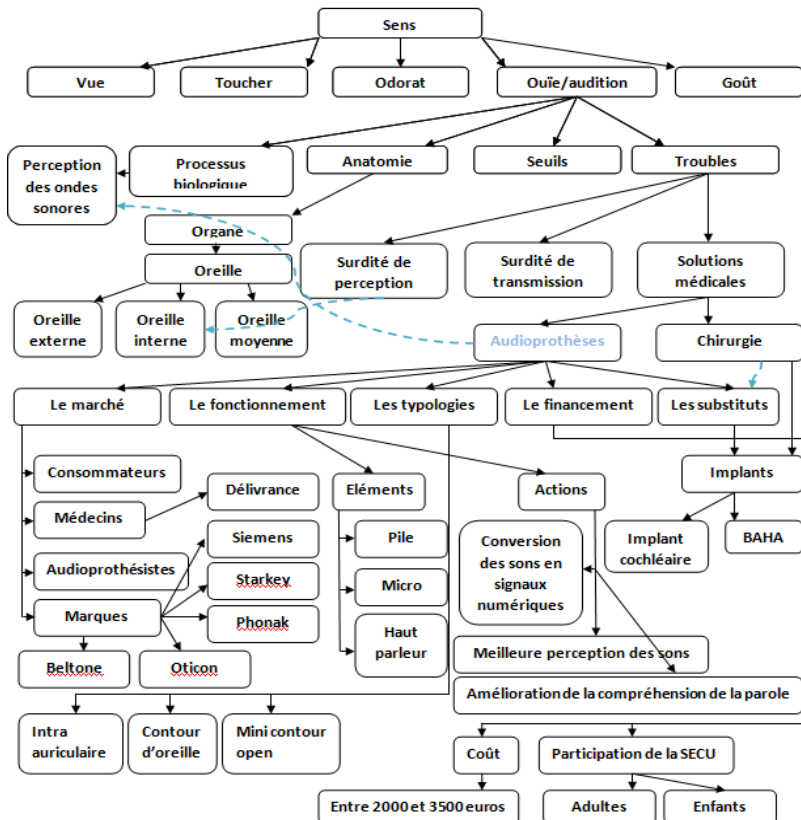 Sens
Vue
Toucher
Odorat
Ouïe/audition
Goût
Perception
des ondes
sonores
Processus
biologique
Anatomie
Seuils
Troubles
Organe
Oreille
Surdité de
perception
Surdité de
transmission
Solutions
médicales
Oreille
externe
Oreille
interne
Oreille
moyenne
Audioprothèses
Chirurgie
Le marché
Le fonctionnement
Les typologies
Le financement
Les substituts
Consommateurs
Médecins
Audioprothésistes
Marques
Délivrance
Siemens
Starkey
Phonak
Beltone
Oticon
Eléments
Pile
Micro
Haut
parleur
Actions
Conversion
des sons en
signaux
numériques
Implants
Implant
cochléaire
BAHA
Meilleure perception des sons
Amélioration de la compréhension de la parole
Intra
auriculaire
Contour
d'oreille
Mini contour
open
Coût
Participation de la SECU
Entre 2000 et 3500 euros
Adultes
Enfants